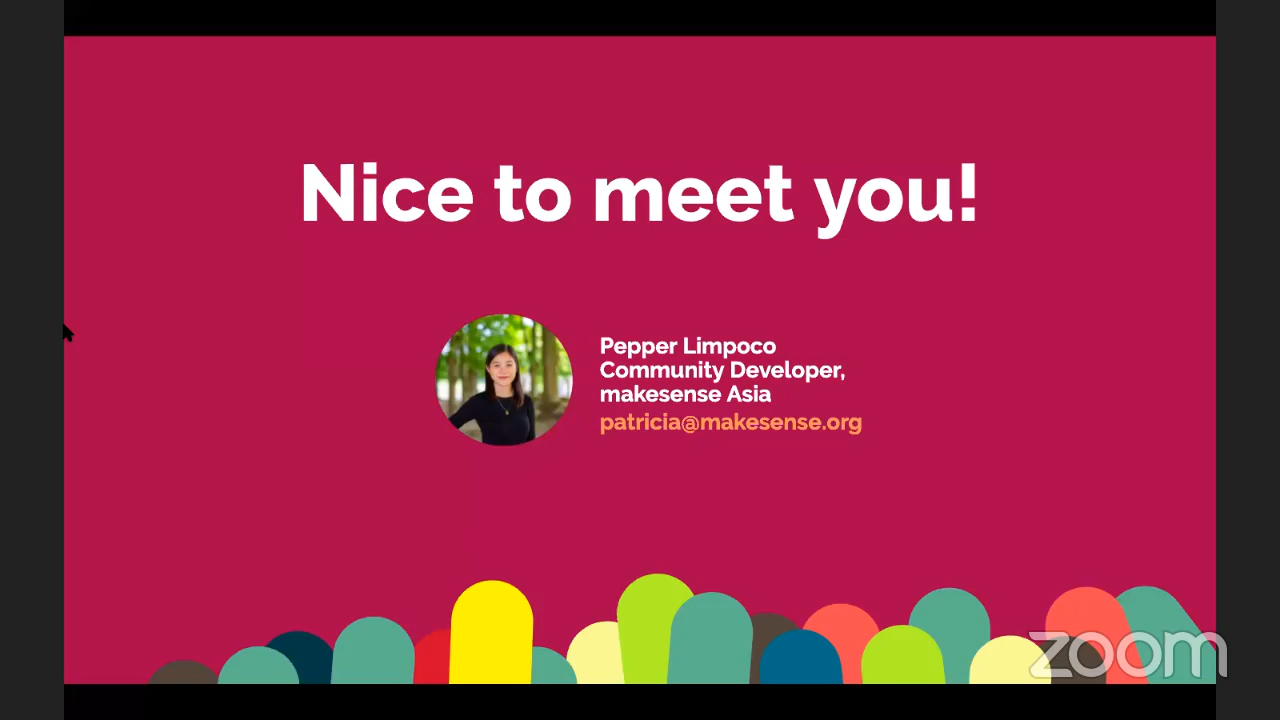 Nice to meet you!
Pepper Limpoco
Community Developer,
makesense Asia
patricia@makesense.org
zoom